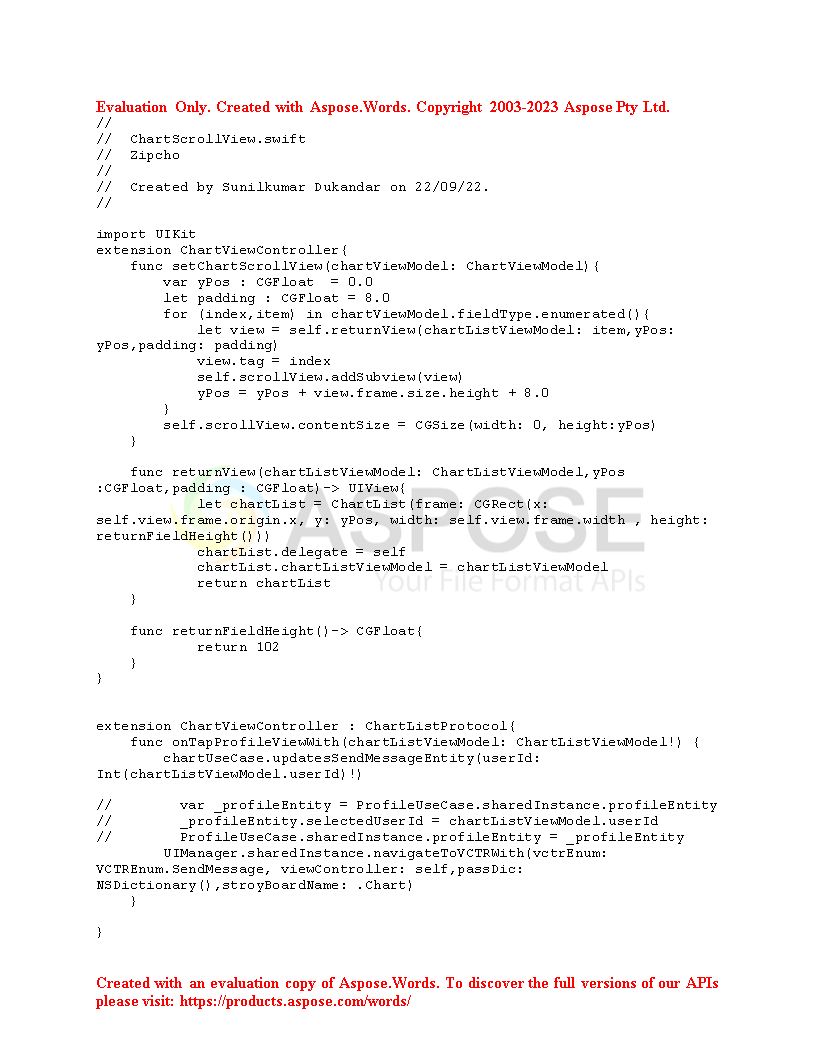 Evaluation Only. Created with Aspose.Words. Copyright 2003-2023 Aspose Pty Ltd.
//
//  ChartScrollView.swift
//  Zipcho
//
//  Created by Sunilkumar Dukandar on 22/09/22.
//
import UIKit
extension ChartViewController{
    func setChartScrollView(chartViewModel: ChartViewModel){
        var yPos : CGFloat  = 0.0
        let padding : CGFloat = 8.0
        for (index,item) in chartViewModel.fieldType.enumerated(){
            let view = self.returnView(chartListViewModel: item,yPos:
yPos,padding: padding)
            view.tag = index
            self.scrollView.addSubview(view)
            yPos = yPos + view.frame.size.height + 8.0
        }
        self.scrollView.contentSize = CGSize(width: 0, height:yPos)
    }
    func returnView(chartListViewModel: ChartListViewModel,yPos
:CGFloat,padding : CGFloat)-> UIView{
            let chartList = ChartList(frame: CGRect(x:
self.view.frame.origin.x, y: yPos, width: self.view.frame.width , height:
returnFieldHeight()))
            chartList.delegate = self
            chartList.chartListViewModel = chartListViewModel
            return chartList
    }
    func returnFieldHeight()-> CGFloat{
            return 102
    }
}
extension ChartViewController : ChartListProtocol{
    func onTapProfileViewWith(chartListViewModel: ChartListViewModel!) {
        chartUseCase.updatesSendMessageEntity(userId:
Int(chartListViewModel.userId)!)
//        var _profileEntity = ProfileUseCase.sharedInstance.profileEntity
//        _profileEntity.selectedUserId = chartListViewModel.userId
//        ProfileUseCase.sharedInstance.profileEntity = _profileEntity
        UIManager.sharedInstance.navigateToVCTRWith(vctrEnum:
VCTREnum.SendMessage, viewController: self,passDic:
NSDictionary(),stroyBoardName: .Chart)
    }
}
ASPOSE
Your File Format APIs
Created with an evaluation copy of Aspose.Words. To discover the full versions of our APIs
please visit: https://products.aspose.com/words/